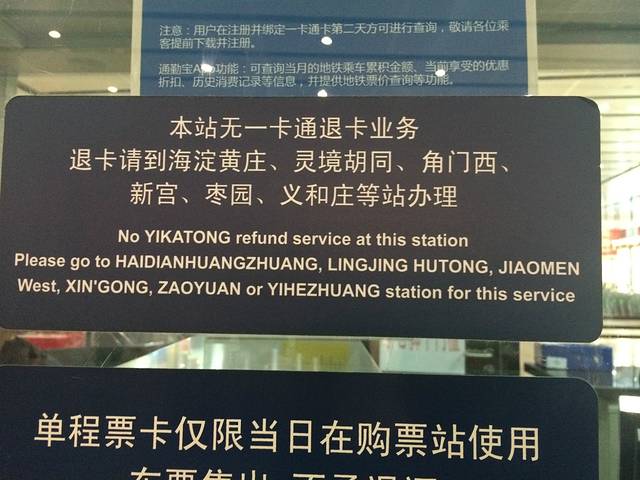 注意：用户在注册并绑定一卡通卡第二天方可进行查询，敬请各位乘
客提前下载并注册。
通勤宝App功能：可查询当月的地铁乘车累积金额、当前享受的优惠
折扣、历史消费记录等信息，并提供地铁票价查询等功能。
本站无一卡通退卡业务
退卡请到海淀黄庄、灵境胡同、角门西、
新宫、枣园、义和庄等站办理
No YIKATONG refund service at this station
Please go to HAIDIANHUANGZHUANG, LINGJING HUTONG, JIAOMEN
West, XIN'GONG, ZAOYUAN or YIHEZHUANG station for this service
单程票卡仅限当日在购票站使用
车票售出 不予退